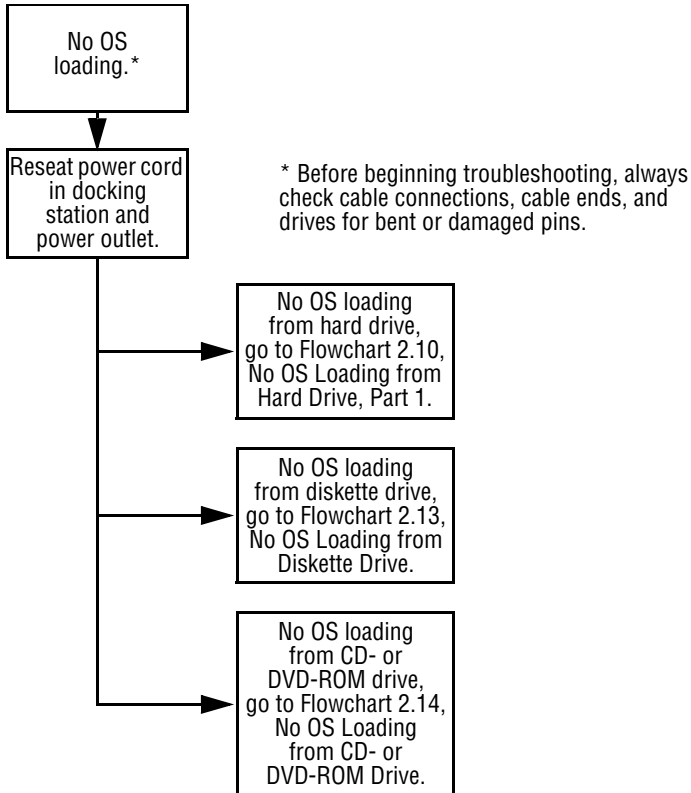 No OS
loading.*
Reseat power cord
in docking
station and
power outlet.
* Before beginning troubleshooting, always
check cable connections, cable ends, and
drives for bent or damaged pins.
No OS loading
from hard drive,
go to Flowchart 2.10,
No OS Loading from
Hard Drive, Part 1.
No OS loading
from diskette drive,
go to Flowchart 2.13,
No OS Loading from
Diskette Drive.
No OS loading
from CD- or
DVD-ROM drive,
go to Flowchart 2.14,
No OS Loading
from CD- or
DVD-ROM Drive.